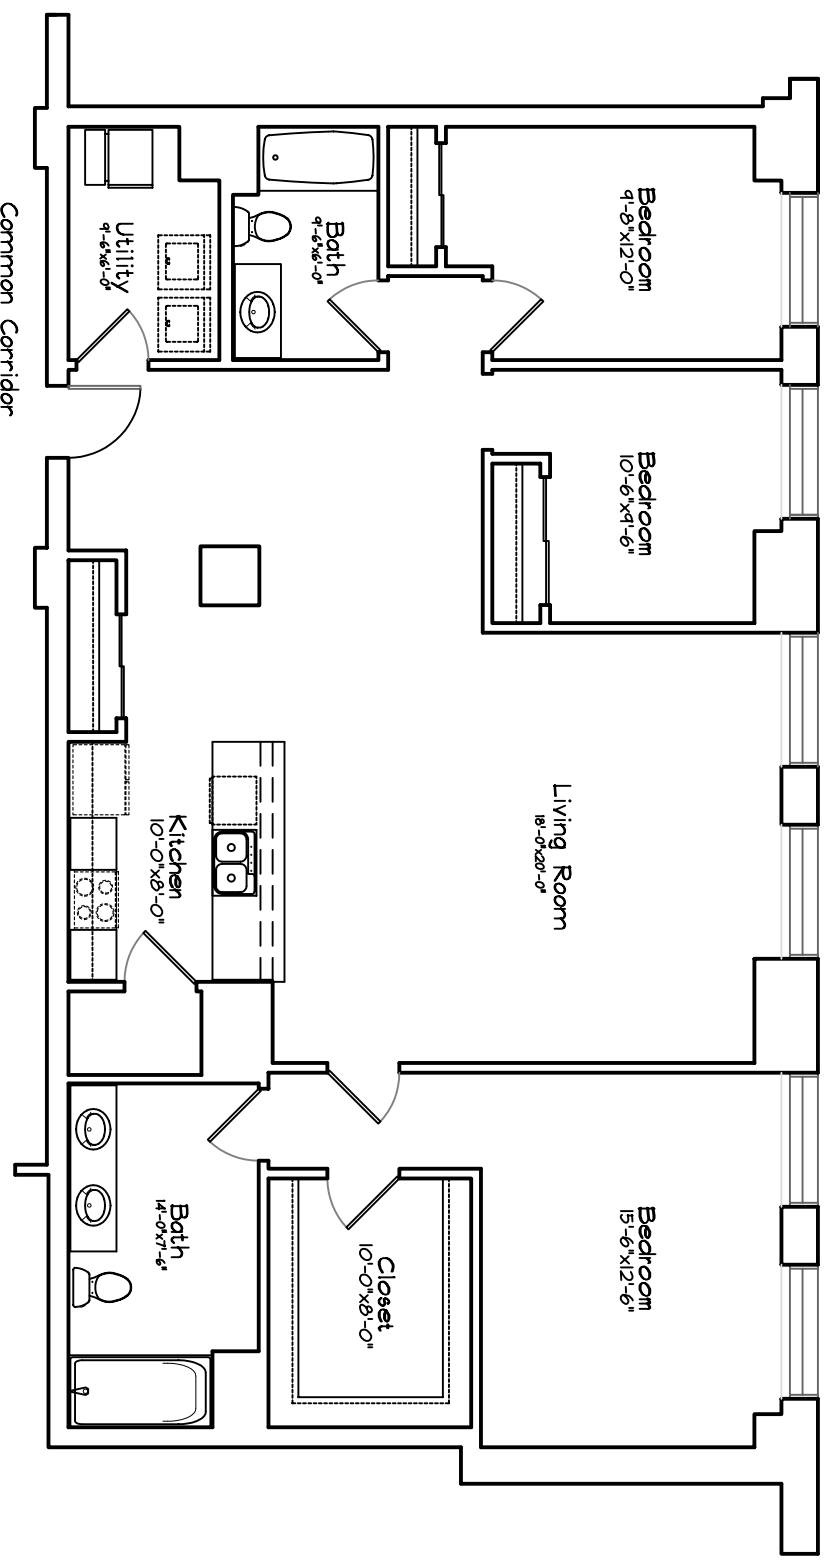 Bedroom
9'-8"x12'-0"
Bedroom
10'-6"x9'-6"
Bath
9'-6"x6'-0"
Utility
9'-6"x6'-0"
Common Corridor
Living Room
18'-0"x20'-0"
Kitchen
10'-0"x8'-0"
Bedroom
15'-6"x12'-6"
Closet
10'-0"x8'-0"
Bath
14'-0"x7'-6"